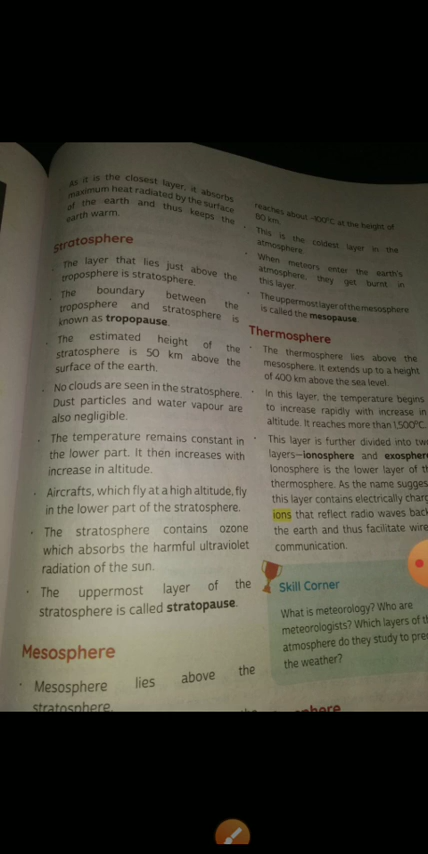 As it is the closest layer, it absorbs
maximum heat radiated by the surface
of the earth and thus keeps the
earth warm.
Stratosphere
· The layer that lies just above the
troposphere is stratosphere.
· The boundary between the
troposphere and stratosphere is
known as tropopause.
· The estimated height of the
stratosphere is 50 km above the
surface of the earth.
· No clouds are seen in the stratosphere.
Dust particles and water vapour are
also negligible.
· The temperature remains constant in
the lower part. It then increases with
increase in altitude.
· Aircrafts, which fly at a high altitude, fly
in the lower part of the stratosphere.
· The stratosphere contains ozone
which absorbs the harmful ultraviolet
radiation of the sun.
· The uppermost layer of the
stratosphere is called stratopause.
Mesosphere
· Mesosphere lies above the
stratosphere.
reaches about -100°C at the height of
80 km.
· This is the coldest layer in the
atmosphere.
· When meteors enter the earth's
atmosphere, they get burnt in
this layer.
· The uppermost layer of the mesosphere
is called the mesopause.
Thermosphere
· The thermosphere lies above the
mesosphere. It extends up to a height
of 400 km above the sea level.
· In this layer, the temperature begins
to increase rapidly with increase in
altitude. It reaches more than 1,500°C.
· This layer is further divided into two
layers—ionosphere and exosphere
Ionosphere is the lower layer of th
thermosphere. As the name sugges
this layer contains electrically charg
ions that reflect radio waves back
the earth and thus facilitate wire
communication.
Skill Corner
What is meteorology? Who are
meteorologists? Which layers of th
atmosphere do they study to pre
the weather?